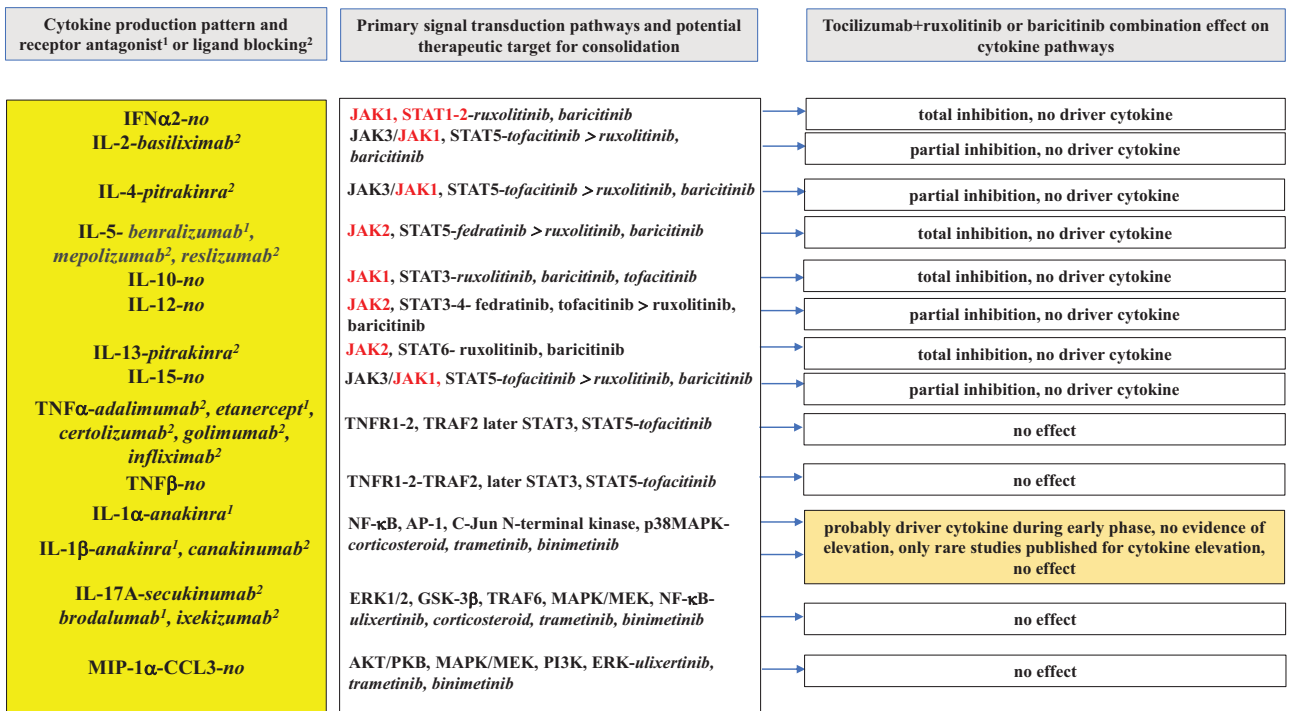 Cytokine production pattern and
receptor antagonist¹ or ligand blocking²
Primary signal transduction pathways and potential
therapeutic target for consolidation
Tocilizumab+ruxolitinib or baricitinib combination effect on
cytokine pathways
IFNα2-no
IL-2-basiliximab²
IL-4-pitrakinra²
IL-5- benralizumab¹,
mepolizumab², reslizumab²
IL-10-no
IL-12-no
IL-13-pitrakinra²
IL-15-no
TNFα-adalimumab², etanercept¹,
certolizumab², golimumab²,
infliximab²
TNFβ-no
IL-1α-anakinra¹
IL-1β-anakinra¹, canakinumab²
IL-17A-secukinumab²
brodalumab¹, ixekizumab²
MIP-1α-CCL3-no
JAK1, STAT1-2-ruxolitinib, baricitinib
JAK3/JAK1, STAT5-tofacitinib > ruxolitinib,
baricitinib
JAK3/JAK1, STAT5-tofacitinib > ruxolitinib, baricitinib
JAK2, STAT5-fedratinib > ruxolitinib, baricitinib
JAK1, STAT3-ruxolitinib, baricitinib, tofacitinib
JAK2, STAT3-4- fedratinib, tofacitinib > ruxolitinib,
baricitinib
JAK2, STAT6- ruxolitinib, baricitinib
JAK3/JAK1, STAT5-tofacitinib > ruxolitinib, baricitinib
TNFR1-2, TRAF2 later STAT3, STAT5-tofacitinib
TNFR1-2-TRAF2, later STAT3, STAT5-tofacitinib
NF-κB, AP-1, C-Jun N-terminal kinase, p38MAPK-
corticosteroid, trametinib, binimetinib
ERK1/2, GSK-3β, TRAF6, MAPK/MEK, NF-κB-
ulixertinib, corticosteroid, trametinib, binimetinib
AKT/PKB, MAPK/MEK, PI3K, ERK-ulixertinib,
trametinib, binimetinib
total inhibition, no driver cytokine
partial inhibition, no driver cytokine
partial inhibition, no driver cytokine
total inhibition, no driver cytokine
total inhibition, no driver cytokine
partial inhibition, no driver cytokine
total inhibition, no driver cytokine
partial inhibition, no driver cytokine
no effect
no effect
probably driver cytokine during early phase, no evidence of
elevation, only rare studies published for cytokine elevation,
no effect
no effect
no effect